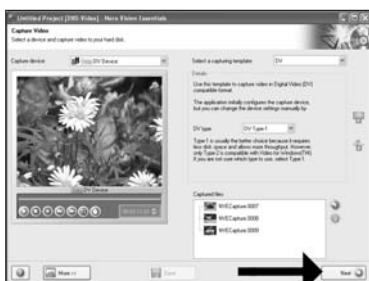 Untitled Project [DVD-Video] - Nero Vision Essentials
Capture Video
Select a device and capture video to your hard disk.
Capture device:
DV Device
Select a capturing template:
DV
Details
Use this template to capture video in Digital Video (DV)
compatible format.
The application initially configures the capture device,
but you can change the device settings manually by
DV type
DV Type-1
Type-1 is usually the better choice because it requires
less disk space and allows more throughput. However,
only Type-2 is compatible with Video for Windows(TM).
If you are not sure which type to use, select Type-1.
DV Device
Captured files:
NVECapture 0007
NVECapture 0008
NVECapture 0009
More >>
Save
Next